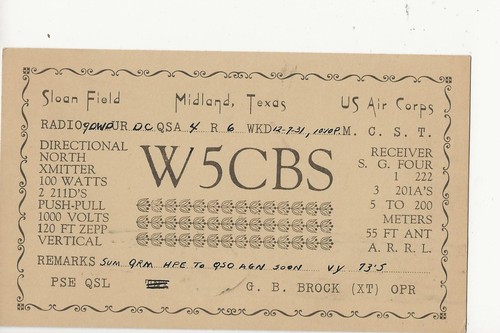 Sloan Field Midland, Texas US Air Corps
RADIO 9DWP UR DC QSA 4 R 6 WKD 12-7-31, 1040P.M. C. S. T.
DIRECTIONAL
NORTH
XMITTER
100 WATTS
2 211D'S
PUSH-PULL
1000 VOLTS
120 FT ZEPP
VERTICAL
W5CBS
RECEIVER
S. G. FOUR
1 222
3 201A'S
5 TO 200
METERS
55 FT ANT
A. R. R. L.
REMARKS SUM QRM HPE TO QSO AGN SOON VY 73'S
PSE QSL G. B. BROCK (XT) OPR